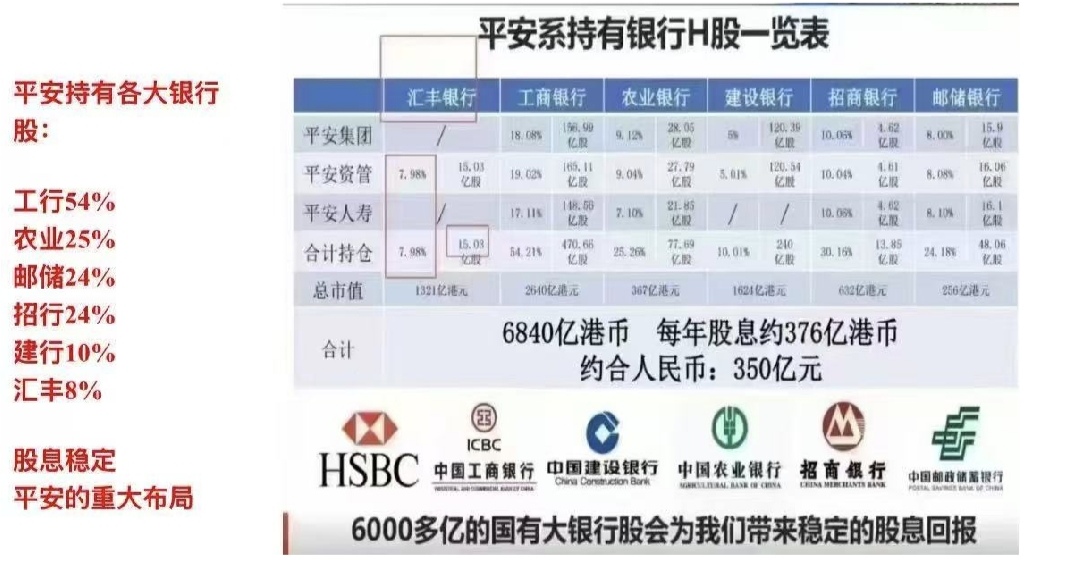 平安持有各大银行
股：
工行54%
农业25%
邮储24%
招行24%
建行10%
汇丰8%
股息稳定
平安的重大布局
平安系持有银行H股一览表
汇丰银行 工商银行 农业银行 建设银行 招商银行 邮储银行
平安集团 / 18.08% 156.99亿股 9.12% 28.05亿股 5% 120.39亿股 10.06% 4.62亿股 8.00% 15.9亿股
平安资管 7.98% 15.03亿股 19.02% 165.11亿股 9.04% 27.79亿股 5.01% 120.54亿股 10.04% 4.61亿股 8.08% 16.06亿股
平安人寿 / 17.11% 148.56亿股 7.10% 21.85亿股 / / 10.06% 4.62亿股 8.10% 16.1亿股
合计持仓 7.98% 15.03亿股 54.21% 470.66亿股 25.26% 77.69亿股 10.01% 240亿股 30.16% 13.85亿股 24.18% 48.06亿股
总市值 1321亿港元 2640亿港元 367亿港元 1624亿港元 632亿港元 256亿港元
合计
6840亿港币 每年股息约376亿港币
约合人民币：350亿元
HSBC
ICBC
中国工商银行
INDUSTRIAL AND COMMERCIAL BANK OF CHINA
中国建设银行
China Construction Bank
中国农业银行
AGRICULTURAL BANK OF CHINA
招商银行
CHINA MERCHANTS BANK
中国邮政储蓄银行
POSTAL SAVINGS BANK OF CHINA
6000多亿的国有大银行股会为我们带来稳定的股息回报